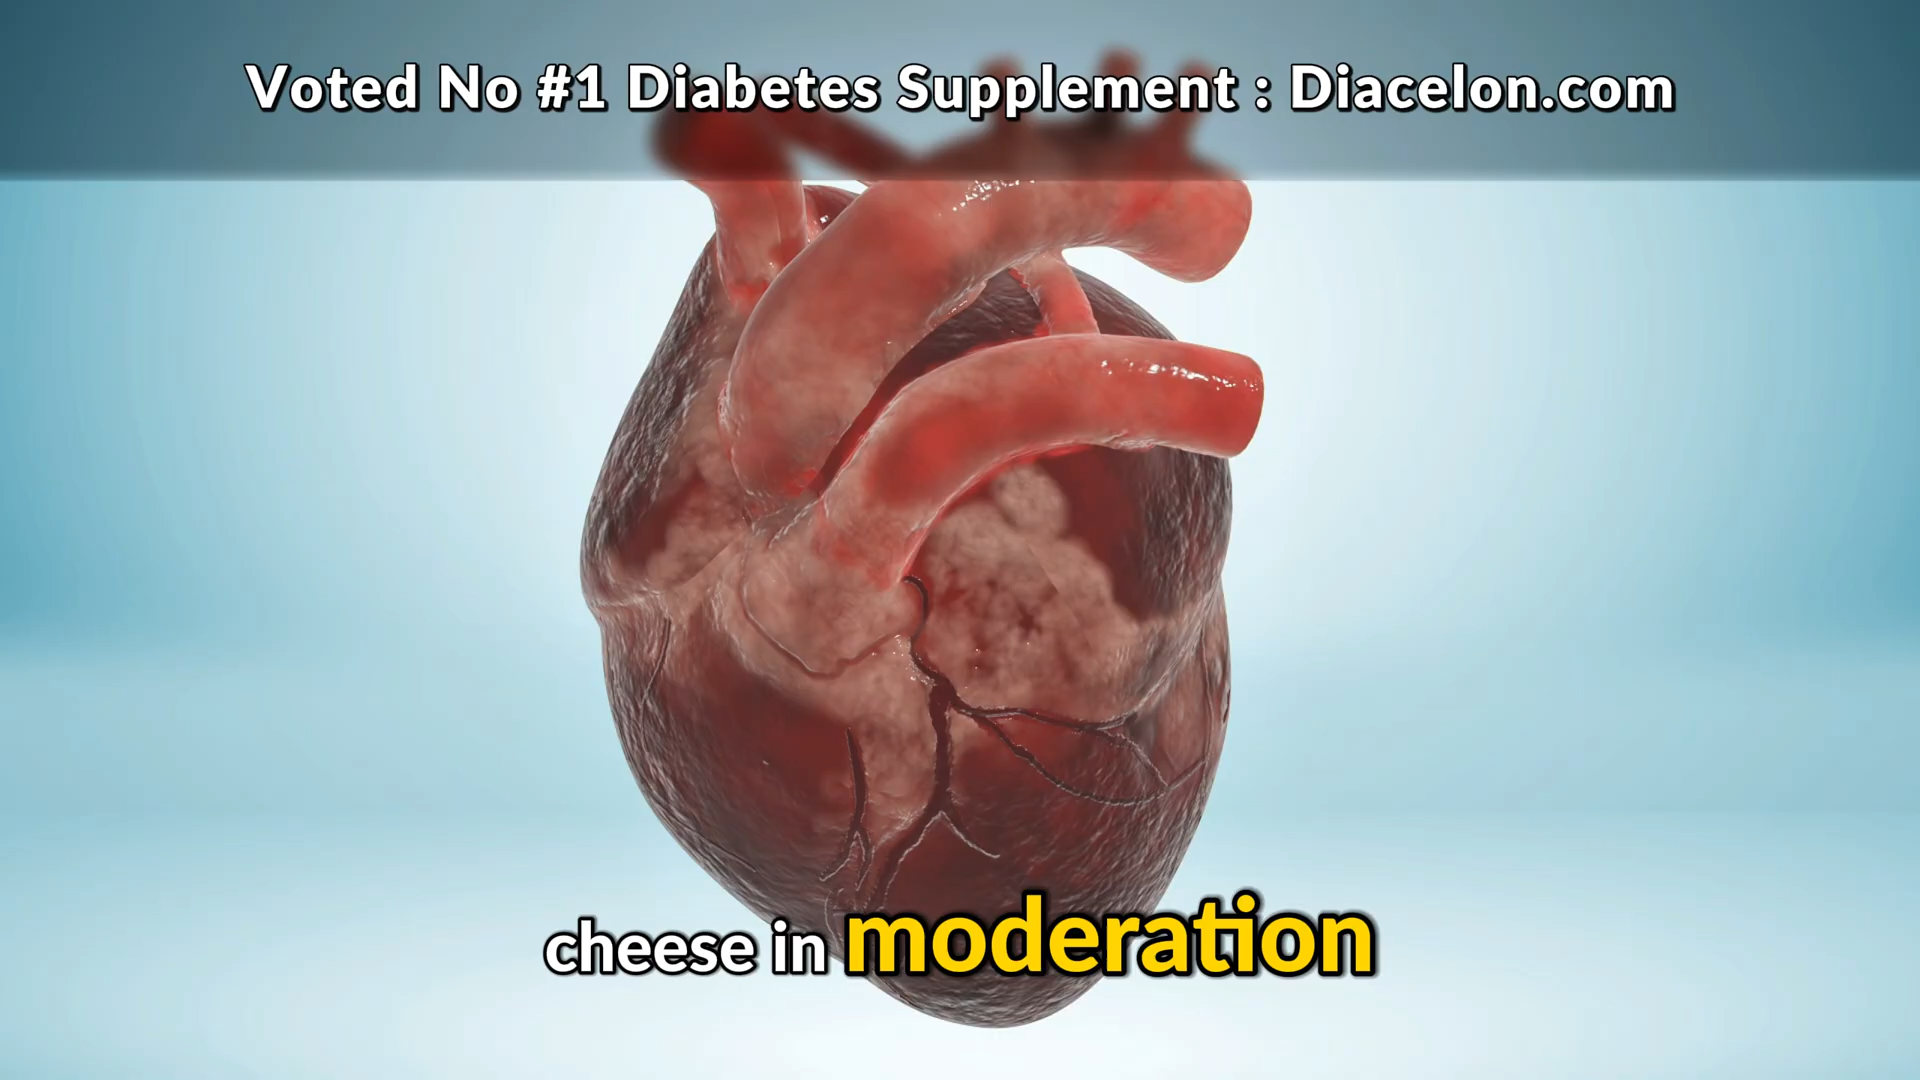 Voted No #1 Diabetes Supplement : Diacelon.com
cheese in moderation